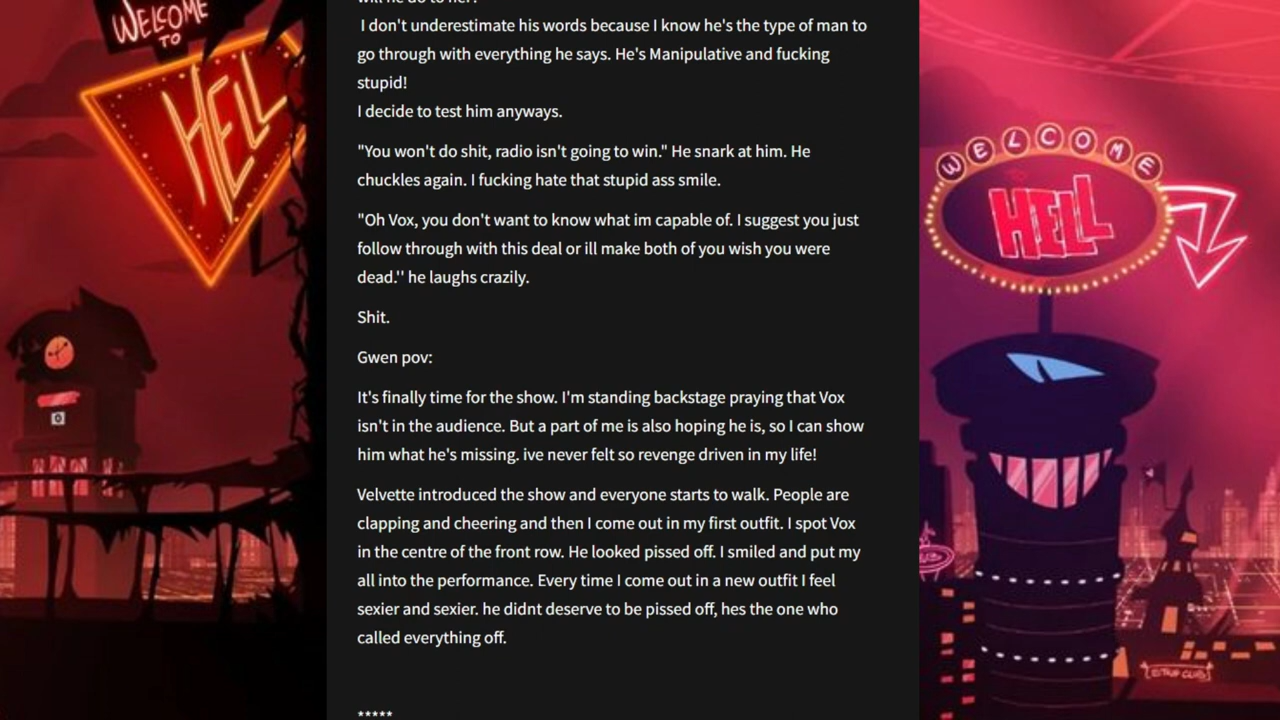 WELCOME
TO
HELL
will he do to her?
I don't underestimate his words because I know he's the type of man to
go through with everything he says. He's Manipulative and fucking
stupid!
I decide to test him anyways.
"You won't do shit, radio isn't going to win." He snark at him. He
chuckles again. I fucking hate that stupid ass smile.
"Oh Vox, you don't want to know what im capable of. I suggest you just
follow through with this deal or ill make both of you wish you were
dead.'' he laughs crazily.
Shit.
Gwen pov:
It's finally time for the show. I'm standing backstage praying that Vox
isn't in the audience. But a part of me is also hoping he is, so I can show
him what he's missing. ive never felt so revenge driven in my life!
Velvette introduced the show and everyone starts to walk. People are
clapping and cheering and then I come out in my first outfit. I spot Vox
in the centre of the front row. He looked pissed off. I smiled and put my
all into the performance. Every time I come out in a new outfit I feel
sexier and sexier. he didnt deserve to be pissed off, hes the one who
called everything off.
*****
WELCOME
TO
HELL